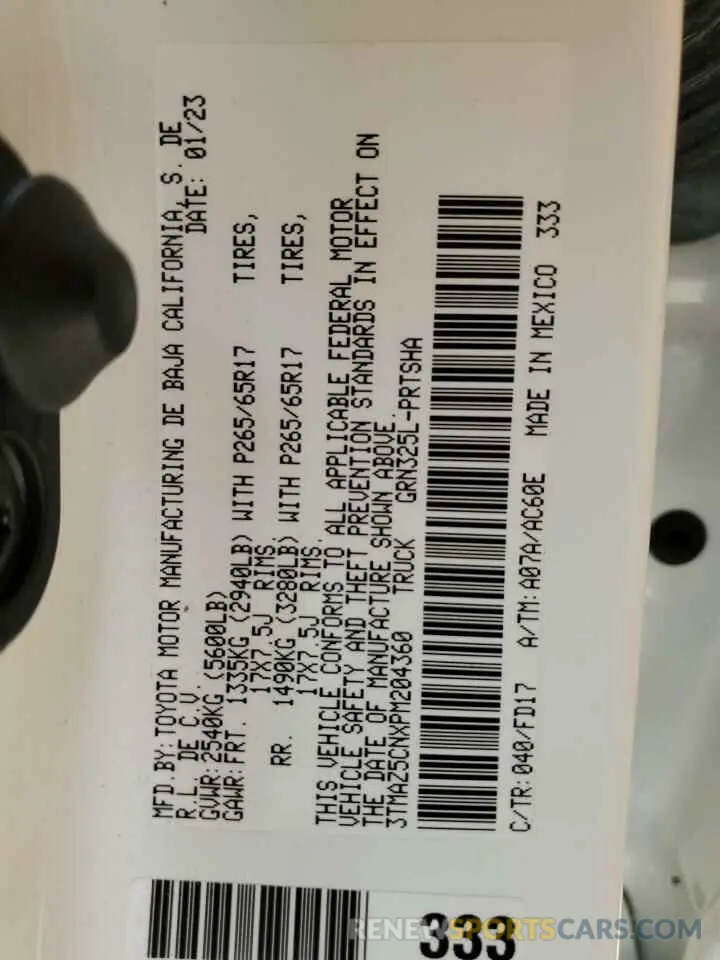 MFD.BY:TOYOTA MOTOR MANUFACTURING DE BAJA CALIFORNIA, S. DE
R.L. DE C.V. DATE: 01/23
GVWR:2540KG (5600LB)
GAWR:FRT. 1335KG (2940LB) WITH P265/65R17 TIRES,
17X7.5J RIMS.
RR. 1490KG (3280LB) WITH P265/65R17 TIRES,
17X7.5J RIMS.
THIS VEHICLE CONFORMS TO ALL APPLICABLE FEDERAL MOTOR
VEHICLE SAFETY AND THEFT PREVENTION STANDARDS IN EFFECT ON
THE DATE OF MANUFACTURE SHOWN ABOVE.
3TMAZ5CNXPM204360 TRUCK GRN325L-PRTSHA
C/TR:040/FD17 A/TM:A07A/AC60E MADE IN MEXICO 333
333
RENEWSPORTSCARS.COM